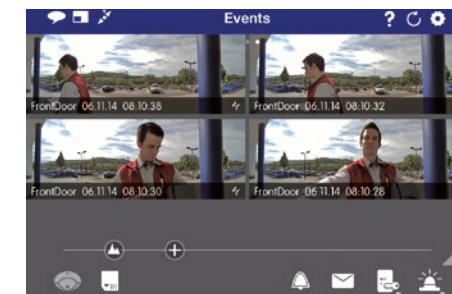 Events
?
FrontDoor 06.11.14 08:10:38
FrontDoor 06.11.14 08:10:32
FrontDoor 06.11.14 08:10:30
FrontDoor 06.11.14 08:10:28